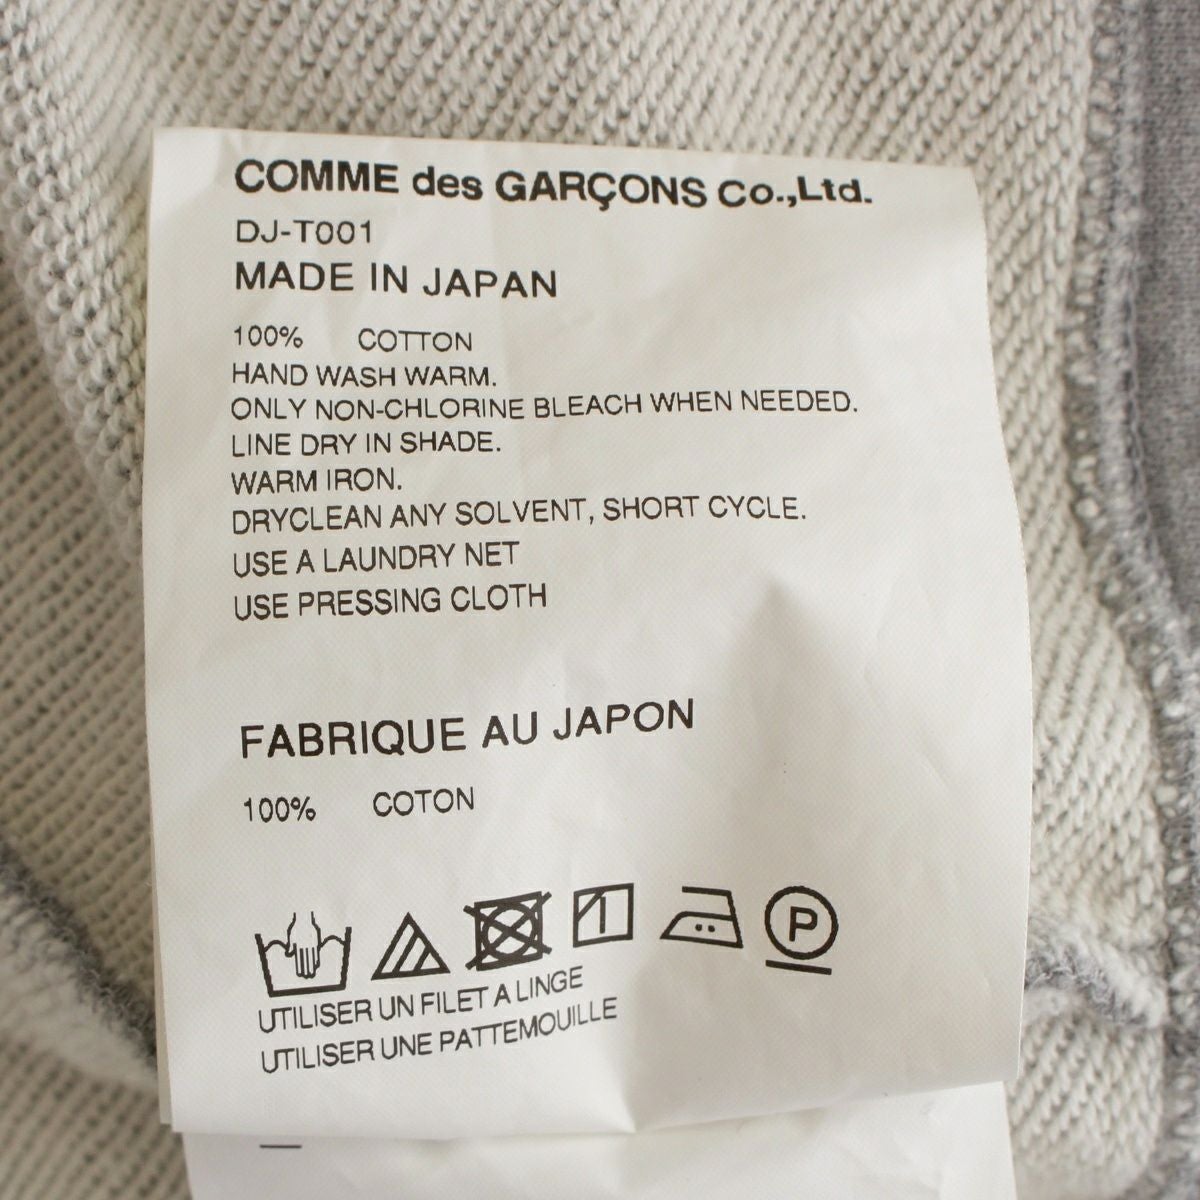 COMME des GARÇONS Co.,Ltd.
DJ-T001
MADE IN JAPAN
100% COTTON
HAND WASH WARM.
ONLY NON-CHLORINE BLEACH WHEN NEEDED.
LINE DRY IN SHADE.
WARM IRON.
DRYCLEAN ANY SOLVENT, SHORT CYCLE.
USE A LAUNDRY NET
USE PRESSING CLOTH
FABRIQUE AU JAPON
100% COTON
P
UTILISER UN FILET A LINGE
UTILISER UNE PATTEMOUILLE